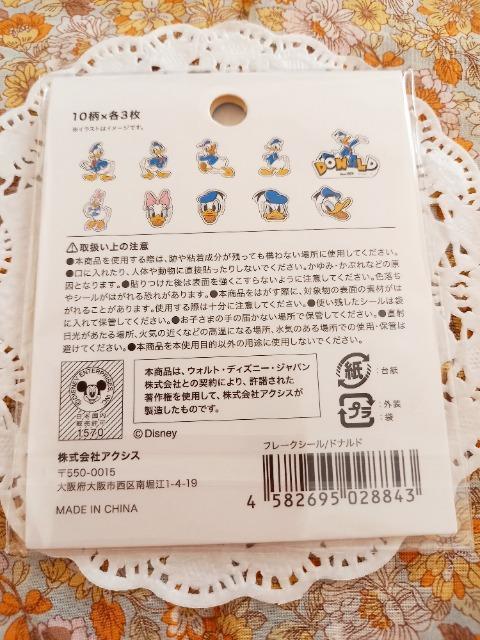 10柄×各3枚
※イラストはイメージです。
DONALD
⚠取扱い上の注意
●本商品を使用する際は、跡や粘着成分が残っても構わない場所に使用してください。
●口に入れたり、人体や動物に直接貼ったりしないでください。かゆみ・かぶれなどの原
因となります。●貼りつけた後は表面を強くこすらないように注意してください。色落ち
やシールがはがれる恐れがあります。●本商品をはがす際に、対象物の表面の素材がは
がれることがあります。使用する際は十分に注意してください。●使い残したシールは袋
に入れて保管してください。●お子さまの手の届かない場所で保管してください。●直射
日光があたる場所、火気の近くなどの高温になる場所、水気のある場所での使用・保管は
避けてください。●本商品を本使用目的以外の用途に使用しないでください。
日本国内
販売許可
1570
本商品は、ウォルト・ディズニー・ジャパン
株式会社との契約により、許諾された
著作権を使用して、株式会社アクシスが
製造したものです。
©Disney
紙
:台紙
プラ
:外装
:袋
フレークシール/ドナルド
株式会社アクシス
〒550-0015
大阪府大阪市西区南堀江1-4-19
MADE IN CHINA
4 582695 028843